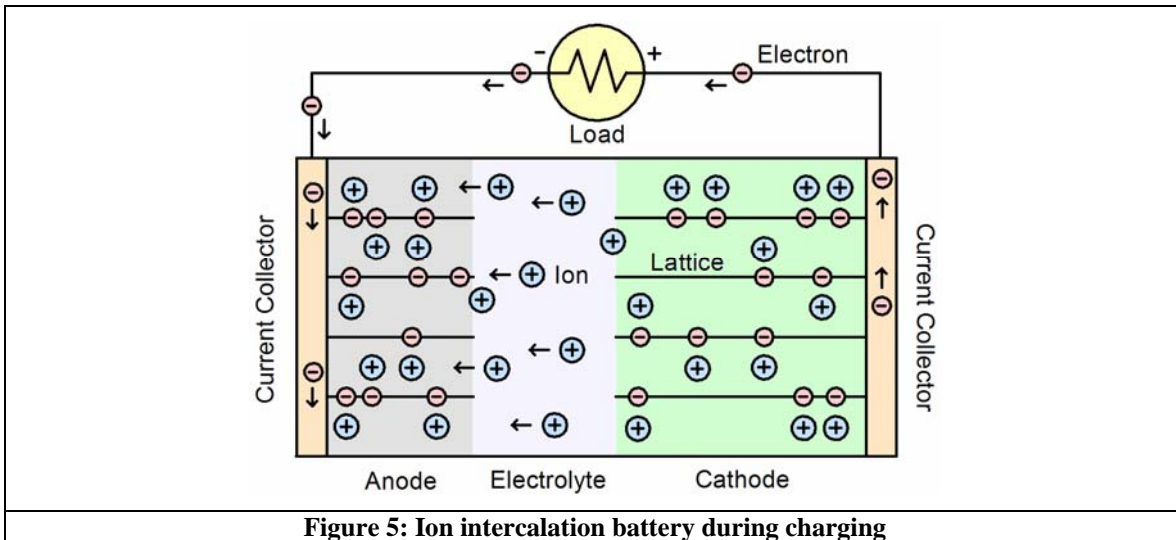 - +
Electron
Load
Current Collector
Ion
Lattice
Current Collector
Anode Electrolyte Cathode
Figure 5: Ion intercalation battery during charging